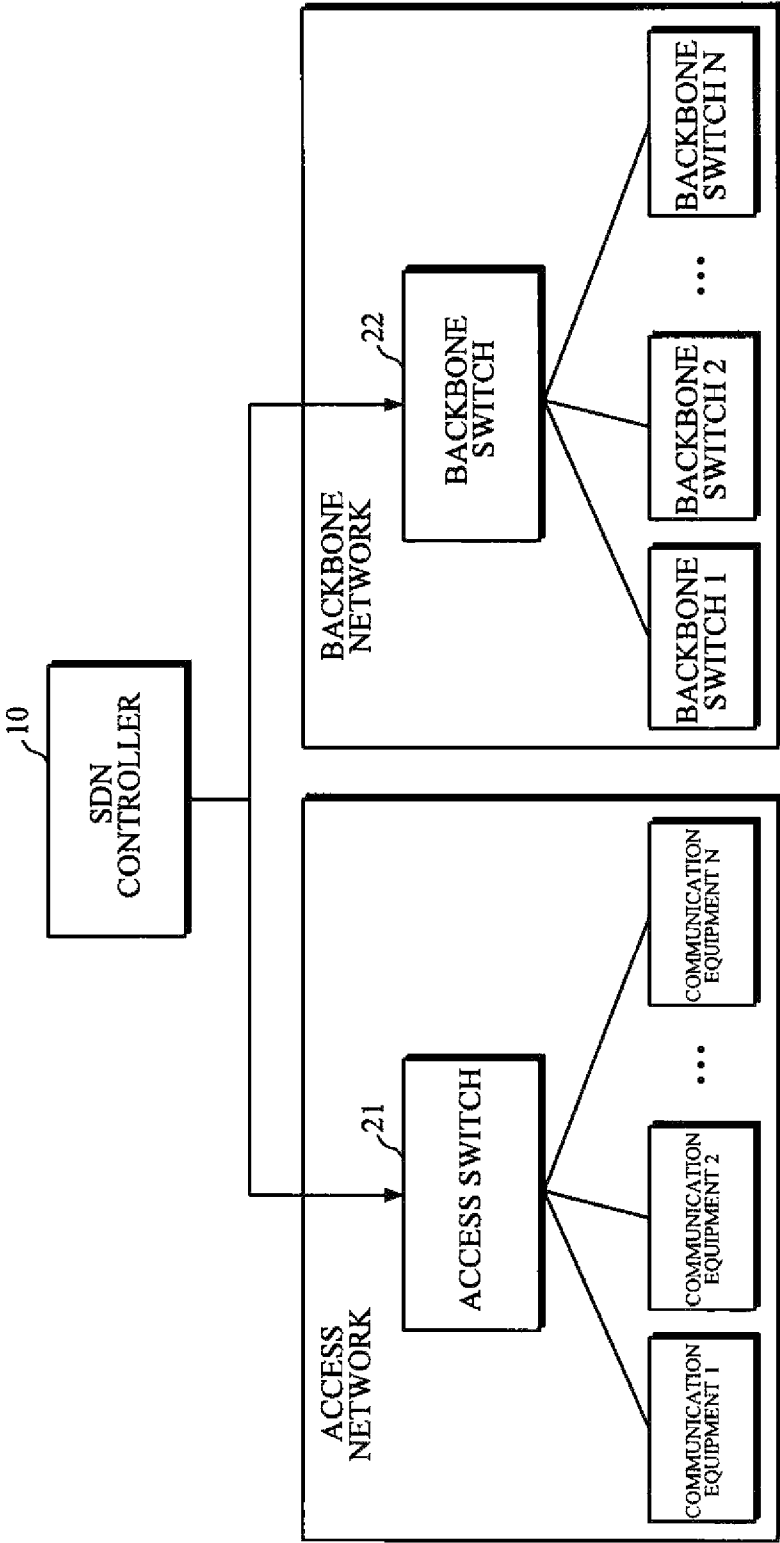 10
SDN
CONTROLLER
ACCESS
NETWORK
21
ACCESS SWITCH
COMMUNICATION
EQUIPMENT 1
COMMUNICATION
EQUIPMENT 2
...
COMMUNICATION
EQUIPMENT N
BACKBONE
NETWORK
22
BACKBONE
SWITCH
BACKBONE
SWITCH 1
BACKBONE
SWITCH 2
...
BACKBONE
SWITCH N